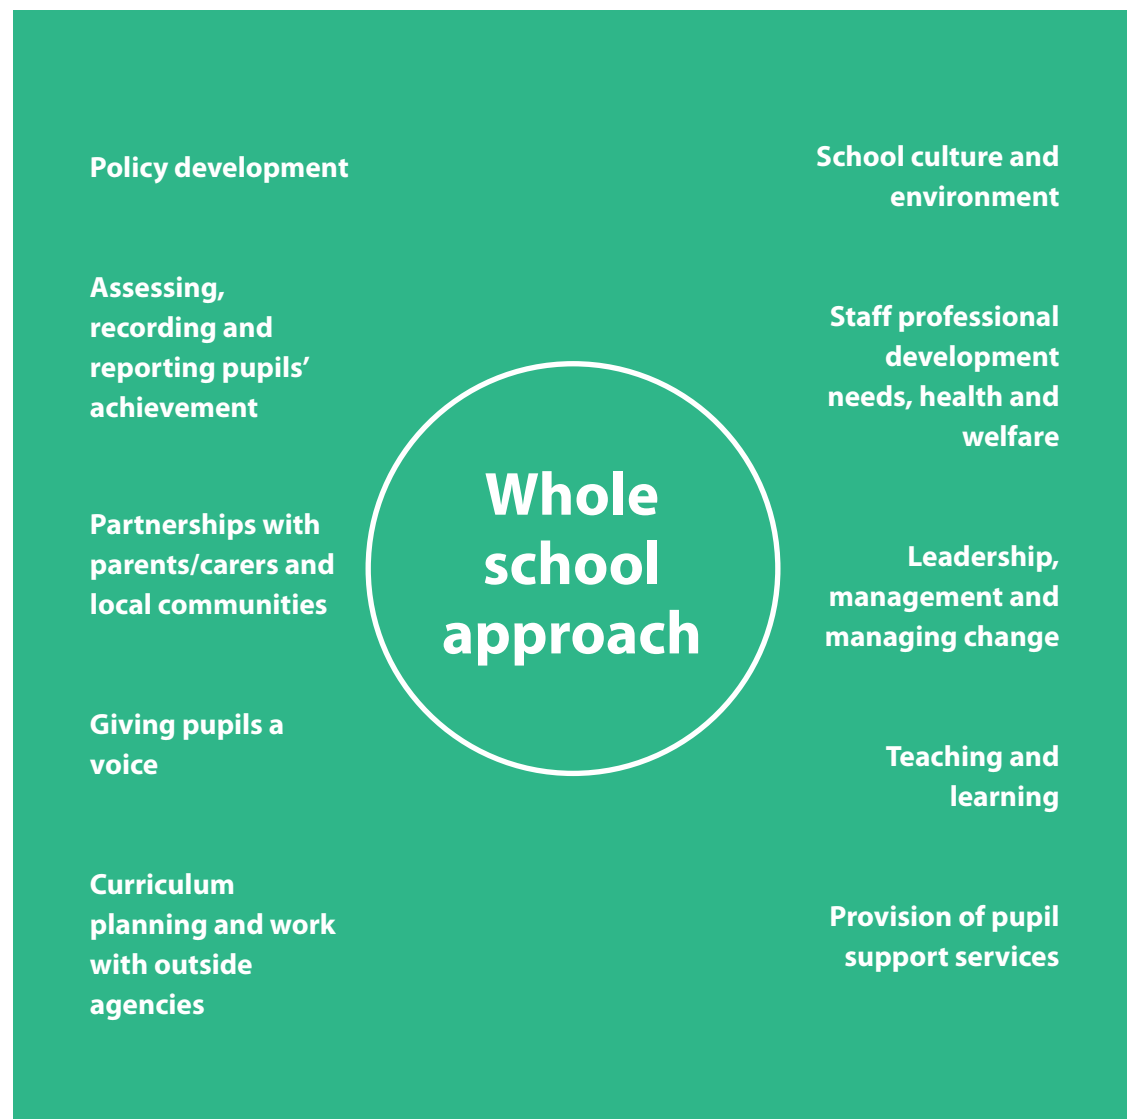 Policy development
Assessing,
recording and
reporting pupils’
achievement
Partnerships with
parents/carers and
local communities
Giving pupils a
voice
Curriculum
planning and work
with outside
agencies
Whole
school
approach
School culture and
environment
Staff professional
development
needs, health and
welfare
Leadership,
management and
managing change
Teaching and
learning
Provision of pupil
support services